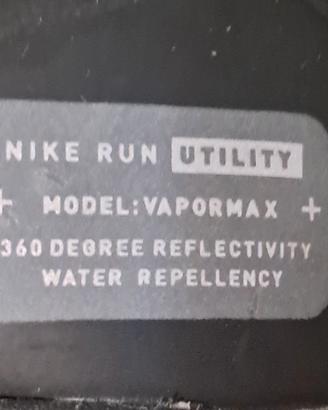 NIKE RUN UTILITY
+ MODEL:VAPORMAX +
360 DEGREE REFLECTIVITY
WATER REPELLENCY